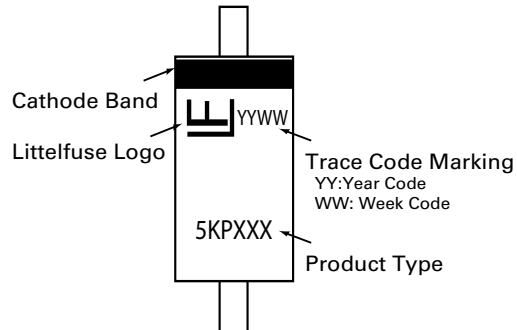 Cathode Band
YYWW
Littelfuse Logo
Trace Code Marking
YY:Year Code
WW: Week Code
5KPXXX
Product Type